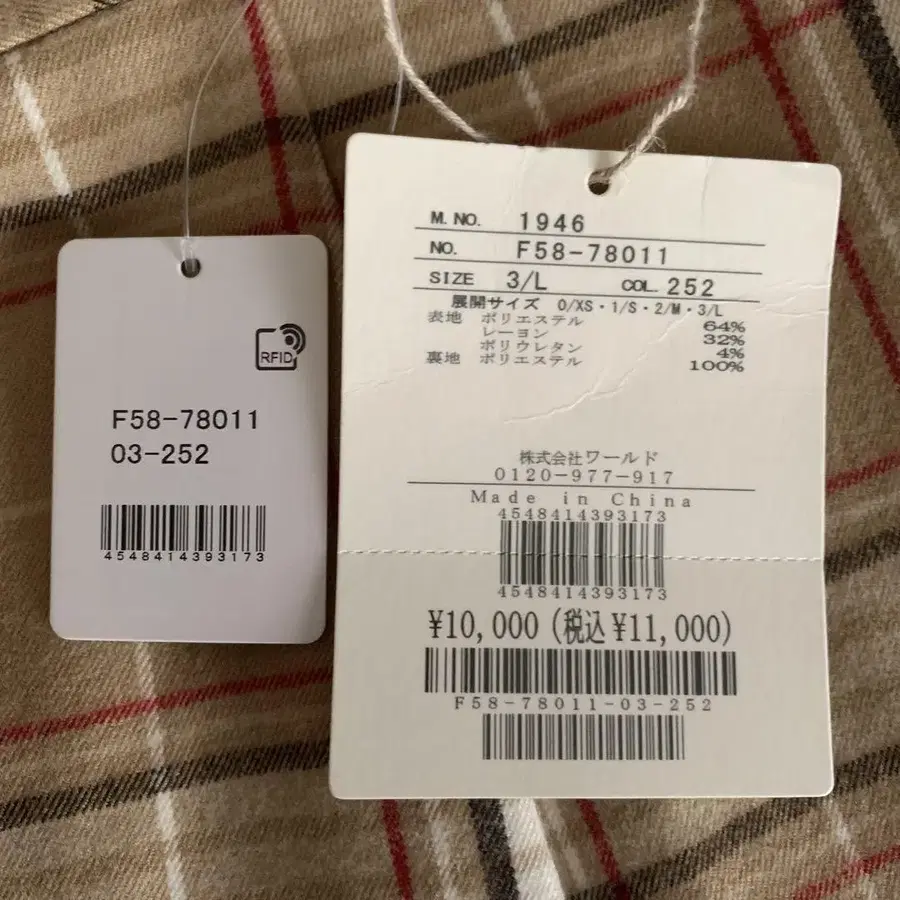 RFID
F58-78011
03-252
4548414393173
M. NO. 1946
NO. F58-78011
SIZE 3/L COL. 252
展開サイズ 0/XS・1/S・2/M・3/L
表地 ポリエステル 64%
レーヨン 32%
ポリウレタン 4%
裏地 ポリエステル 100%
株式会社ワールド
0120-977-917
Made in China
4548414393173
4548414393173
¥10,000 (税込¥11,000)
F58-78011-03-252